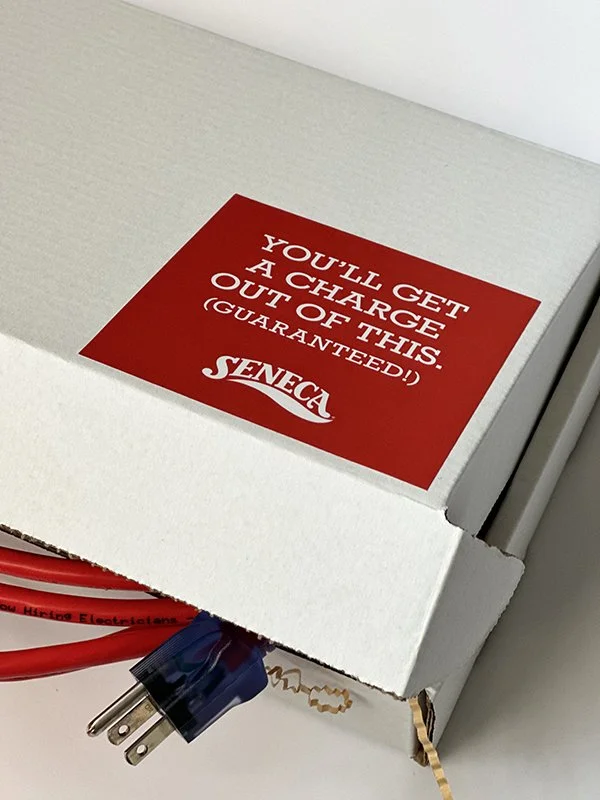 YOU'LL GET
A CHARGE
OUT OF THIS.
(GUARANTEED!)
SENECA
Hiring Electricians